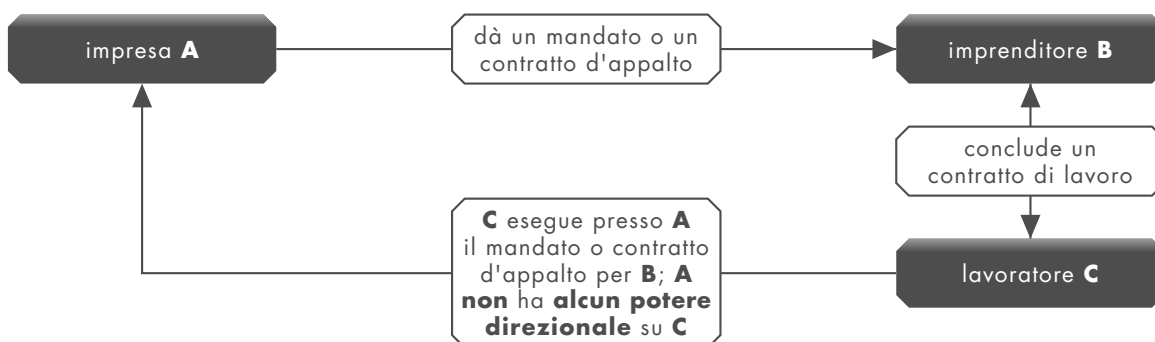 impresa A
dà un mandato o un
contratto d'appalto
imprenditore B
conclude un
contratto di lavoro
C esegue presso A
il mandato o contratto
d'appalto per B; A
non ha alcun potere
direzionale su C
lavoratore C